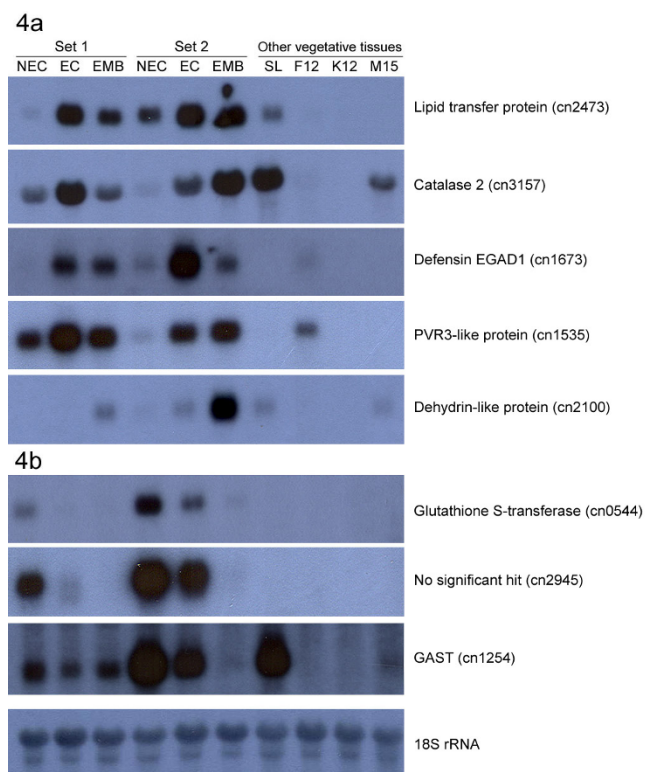 4a
Set 1 Set 2 Other vegetative tissues
NEC EC EMB NEC EC EMB SL F12 K12 M15
Lipid transfer protein (cn2473)
Catalase 2 (cn3157)
Defensin EGAD1 (cn1673)
PVR3-like protein (cn1535)
Dehydrin-like protein (cn2100)
4b
Glutathione S-transferase (cn0544)
No significant hit (cn2945)
GAST (cn1254)
18S rRNA